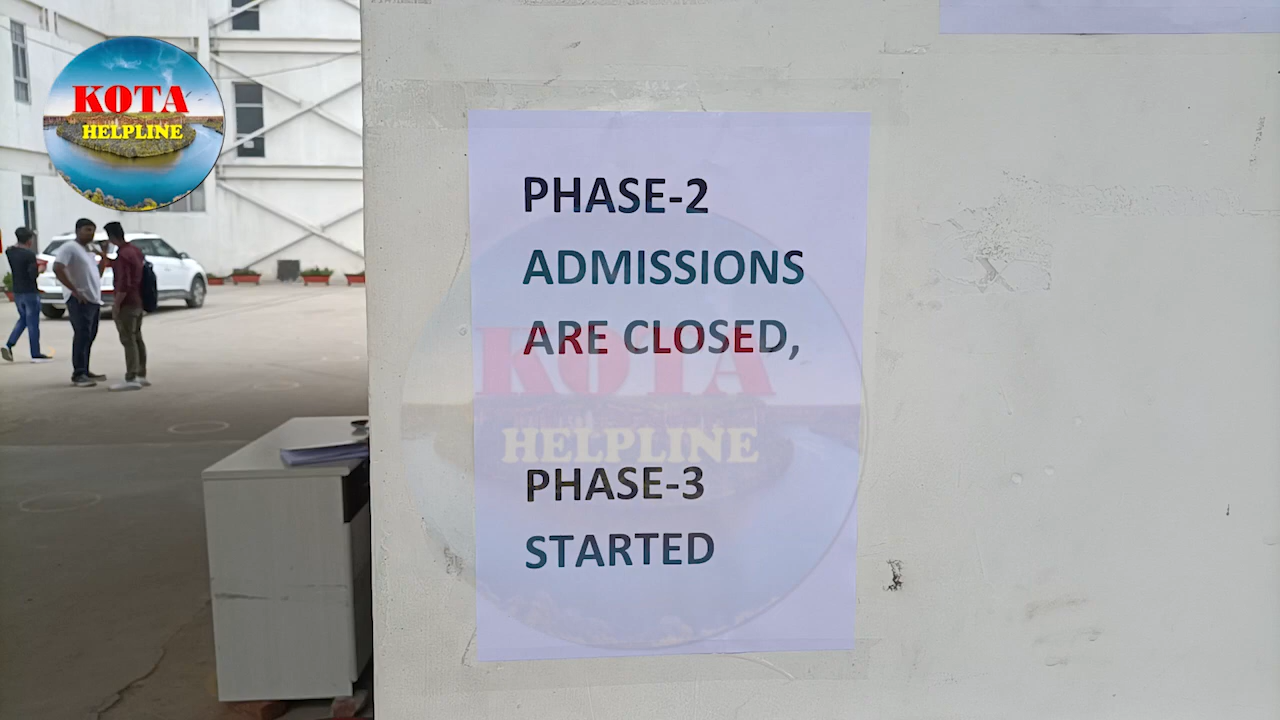 KOTA
HELPLINE
PHASE-2
ADMISSIONS
ARE CLOSED,
KOTA
HELPLINE
PHASE-3
STARTED